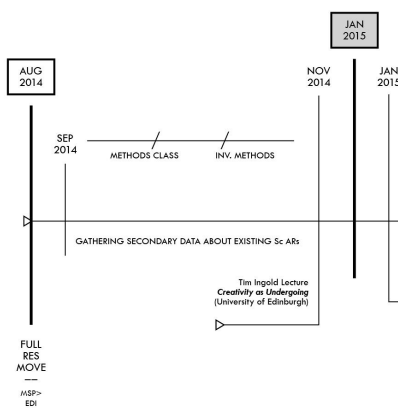 JAN
2015
AUG
2014
NOV
2014
JAN
2015
SEP
2014
METHODS CLASS
INV. METHODS
GATHERING SECONDARY DATA ABOUT EXISTING Sc ARs
Tim Ingold Lecture
Creativity as Undergoing
(University of Edinburgh)
FULL
RES
MOVE
—
MSP>
EDI